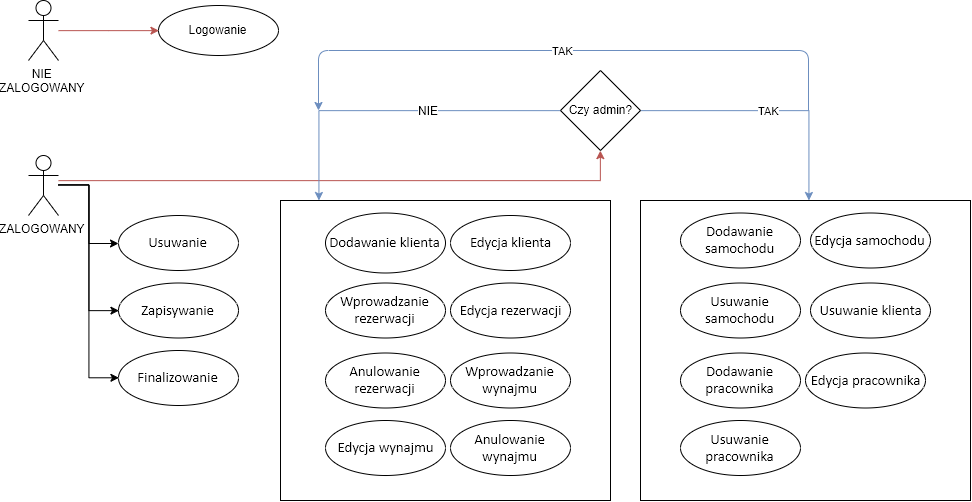 Logowanie
NIE
ZALOGOWANY
TAK
Czy admin?
NIE
TAK
ZALOGOWANY
Usuwanie
Zapisywanie
Finalizowanie
Dodawanie klienta
Edycja klienta
Wprowadzanie
rezerwacji
Edycja rezerwacji
Anulowanie
rezerwacji
Wprowadzanie
wynajmu
Edycja wynajmu
Anulowanie
wynajmu
Dodawanie
samochodu
Edycja samochodu
Usuwanie
samochodu
Usuwanie klienta
Dodawanie
pracownika
Edycja pracownika
Usuwanie
pracownika